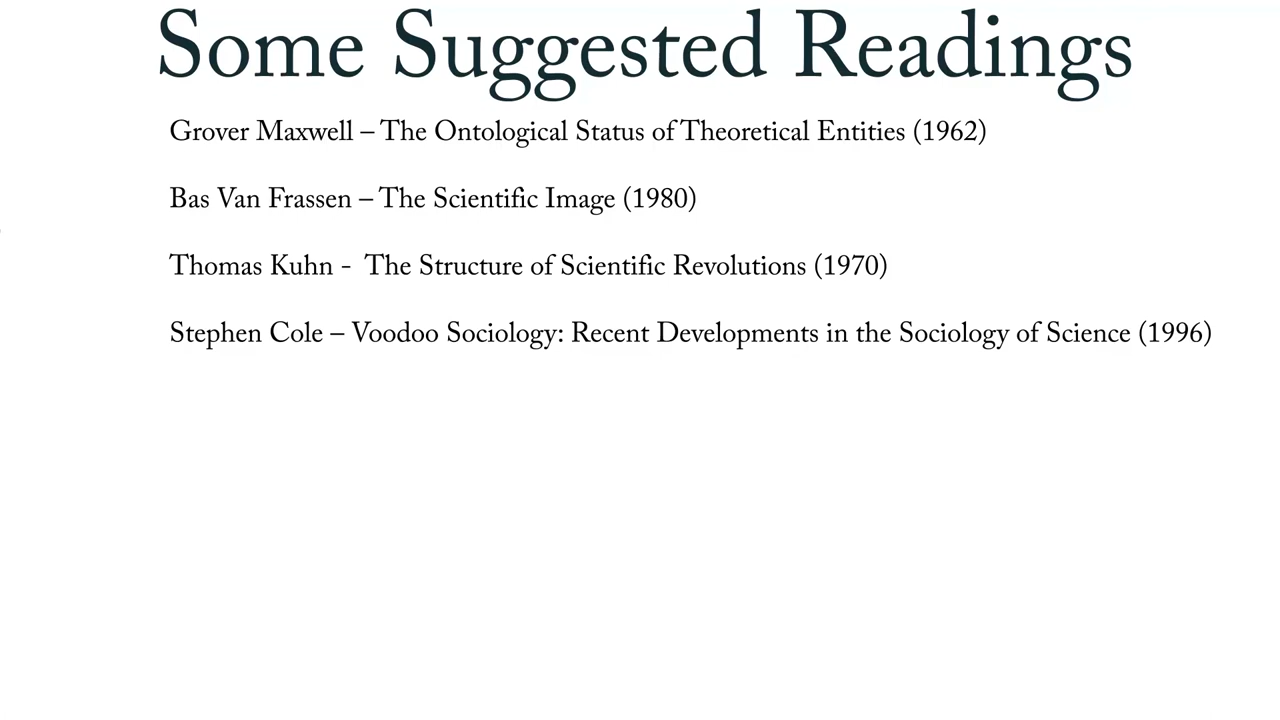 Some Suggested Readings
Grover Maxwell – The Ontological Status of Theoretical Entities (1962)
Bas Van Frassen – The Scientific Image (1980)
Thomas Kuhn - The Structure of Scientific Revolutions (1970)
Stephen Cole – Voodoo Sociology: Recent Developments in the Sociology of Science (1996)